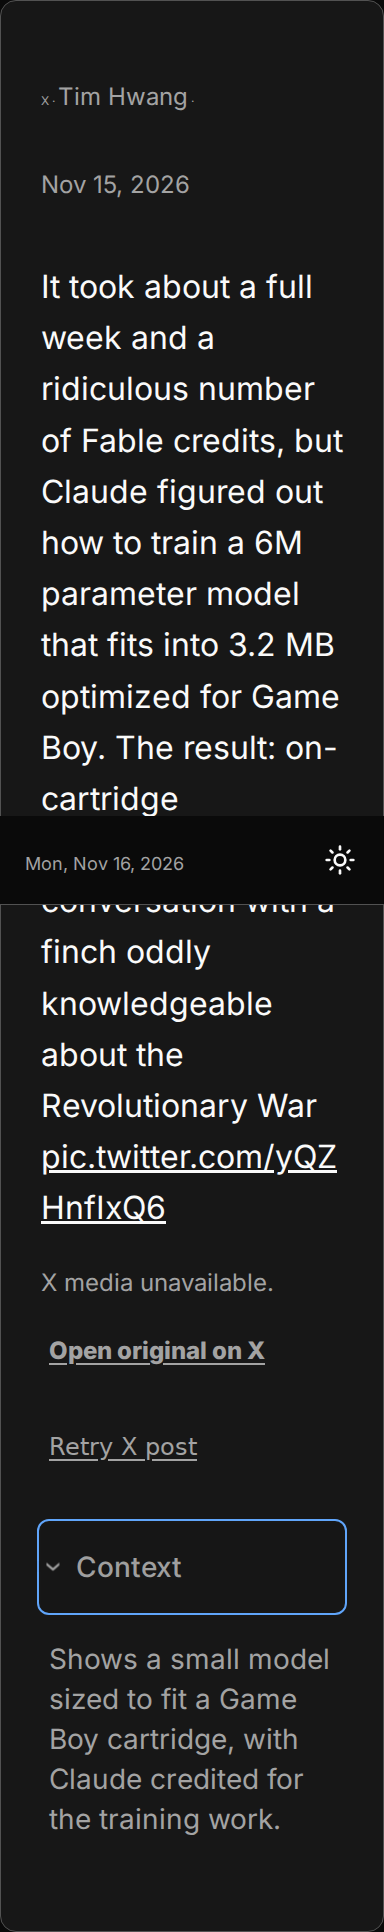 X · Tim Hwang ·
Nov 15, 2026
It took about a full
week and a
ridiculous number
of Fable credits, but
Claude figured out
how to train a 6M
parameter model
that fits into 3.2 MB
optimized for Game
Boy. The result: on-
cartridge
Mon, Nov 16, 2026
conversation with a
finch oddly
knowledgeable
about the
Revolutionary War
pic.twitter.com/yQZ
HnfIxQ6
X media unavailable.
Open original on X
Retry X post
Context
Shows a small model
sized to fit a Game
Boy cartridge, with
Claude credited for
the training work.